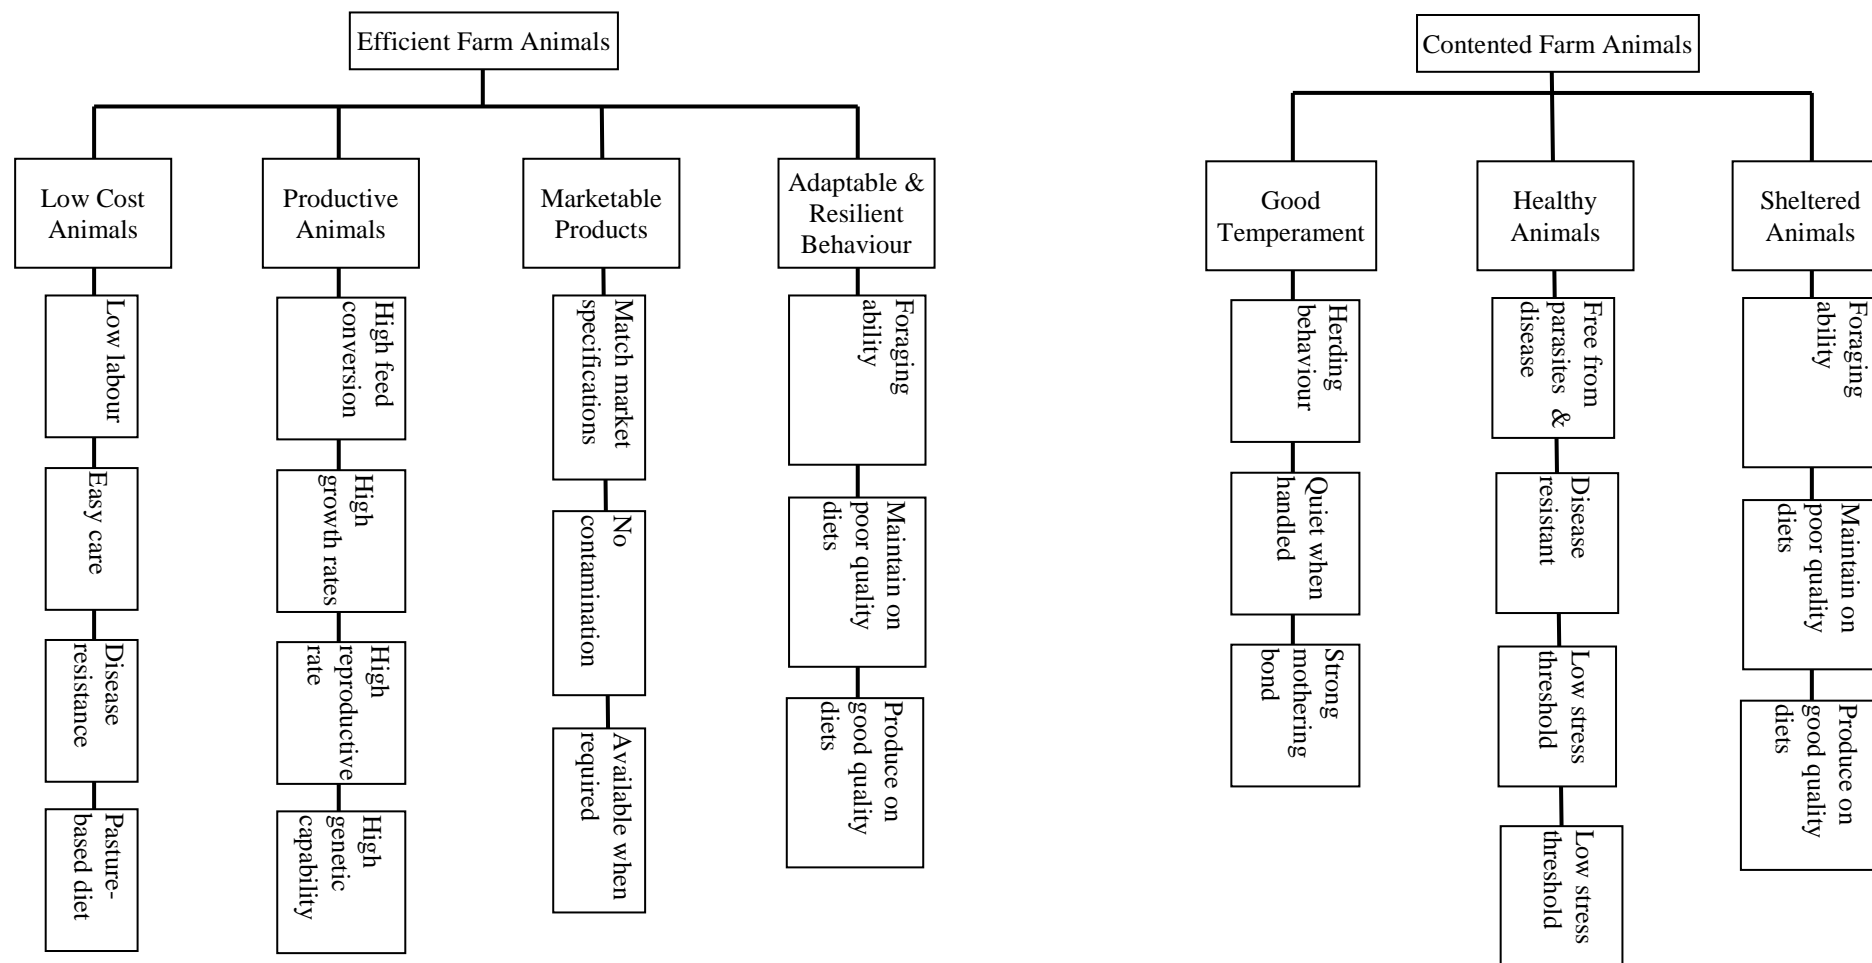 Efficient Farm Animals
Low Cost
Animals
Low labour
Easy care
Disease
resistance
Pasture-
based diet
Productive
Animals
High feed
conversion
High
growth rates
High
reproductive
rate
High
genetic
capability
Marketable
Products
Match market
specifications
No
contamination
Available when
required
Adaptable &
Resilient
Behaviour
Foraging
ability
Maintain on
poor quality
diets
Produce on
good quality
diets
Contented Farm Animals
Good
Temperament
Herding
behaviour
Quiet when
handled
Strong
mothering
bond
Healthy
Animals
Free from
parasites &
disease
Disease
resistant
Low stress
threshold
Low stress
threshold
Sheltered
Animals
Foraging
ability
Maintain on
poor quality
diets
Produce on
good quality
diets